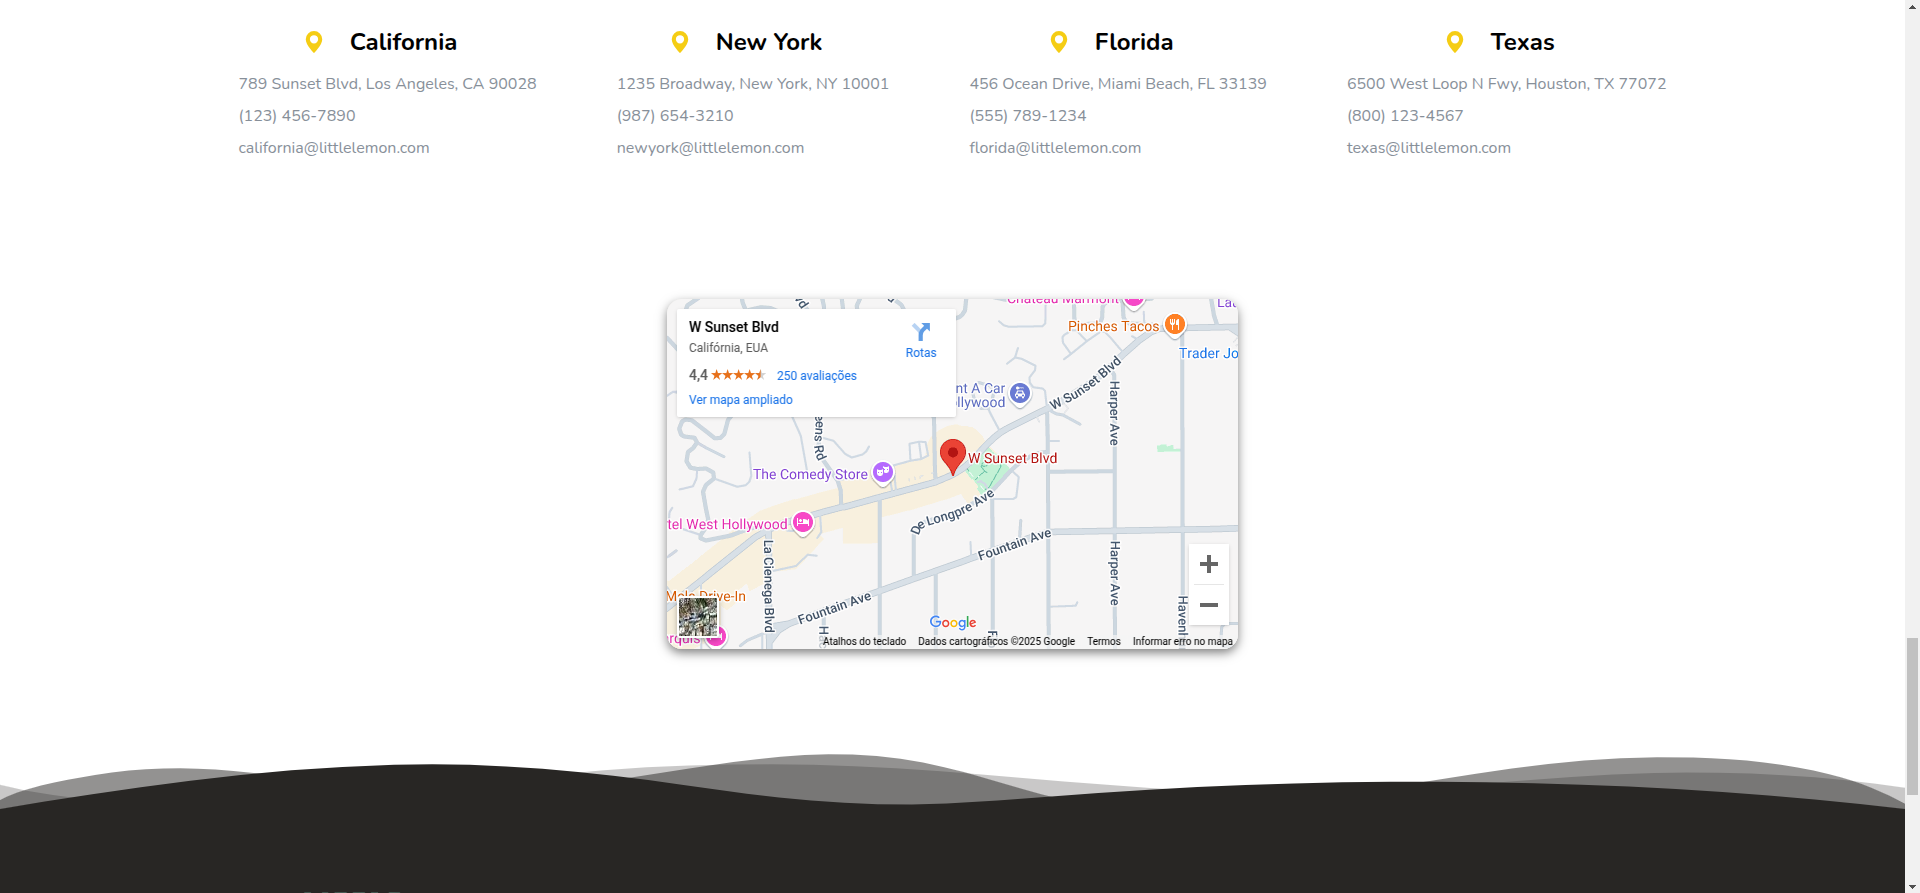 California
789 Sunset Blvd, Los Angeles, CA 90028
(123) 456-7890
california@littlelemon.com
New York
1235 Broadway, New York, NY 10001
(987) 654-3210
newyork@littlelemon.com
Florida
456 Ocean Drive, Miami Beach, FL 33139
(555) 789-1234
florida@littlelemon.com
Texas
6500 West Loop N Fwy, Houston, TX 77072
(800) 123-4567
texas@littlelemon.com
W Sunset Blvd
Califórnia, EUA
4,4
250 avaliações
Ver mapa ampliado
Rotas
Chateau Marmont
Pinches Tacos
Trader Jo
nt A Car
ollywood
W Sunset Blvd
Harper Ave
eens Rd
W Sunset Blvd
The Comedy Store
De Longpre Ave
tel West Hollywood
Fountain Ave
La Cienega Blvd
Harper Ave
Mels Drive-In
Fountain Ave
Havenh
rquis
Google
Atalhos do teclado
Dados cartográficos ©2025 Google
Termos
Informar erro no mapa